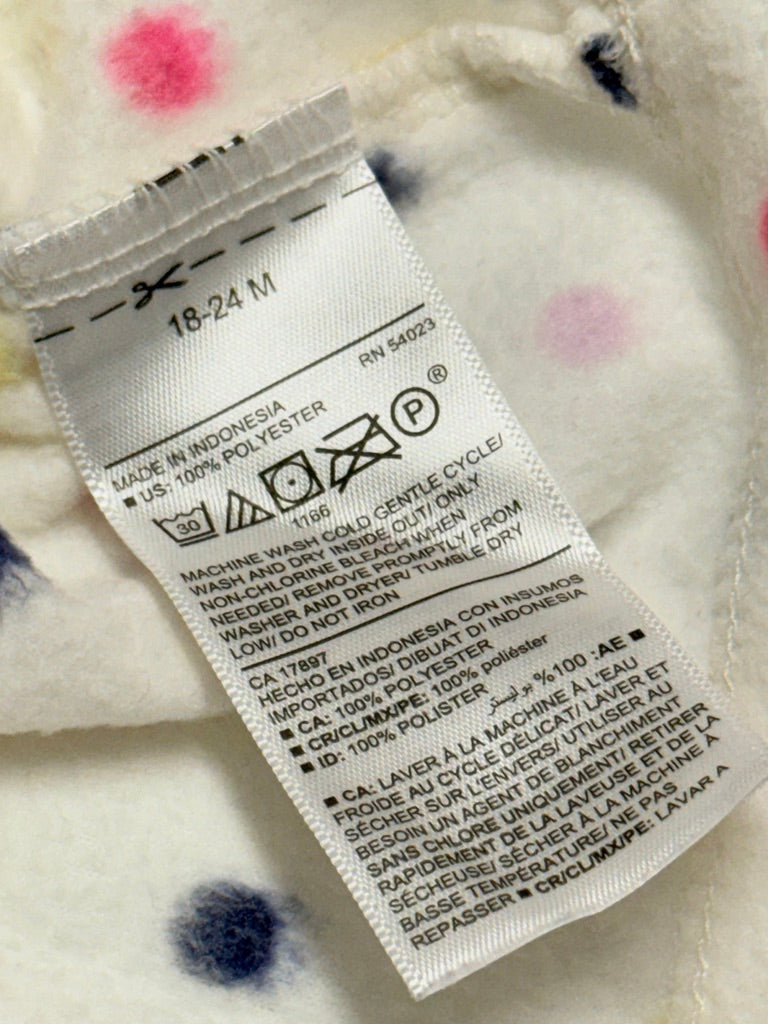 18-24 M
RN 54023
MADE IN INDONESIA
■ US: 100% POLYESTER
30 P ®
1166
MACHINE WASH COLD GENTLE CYCLE/
WASH AND DRY INSIDE OUT/ ONLY
NON-CHLORINE BLEACH WHEN
NEEDED/ REMOVE PROMPTLY FROM
WASHER AND DRYER/ TUMBLE DRY
LOW/ DO NOT IRON
CA 17897
HECHO EN INDONESIA CON INSUMOS
IMPORTADOS/ DIBUAT DI INDONESIA
■ CA: 100% POLYESTER
■ CR/CL/MX/PE: 100% poliéster
■ ID: 100% POLISTER
■ AE: 100% بوليستر
■ CA: LAVER À LA MACHINE À L'EAU
FROIDE AU CYCLE DÉLICAT/ LAVER ET
SÉCHER SUR L'ENVERS/ UTILISER AU
BESOIN UN AGENT DE BLANCHIMENT
SANS CHLORE UNIQUEMENT/ RETIRER
RAPIDEMENT DE LA LAVEUSE ET DE LA
SÉCHEUSE/ SÉCHER À LA MACHINE À
BASSE TEMPÉRATURE/ NE PAS
REPASSER ■ CR/CL/MX/PE: LAVAR A